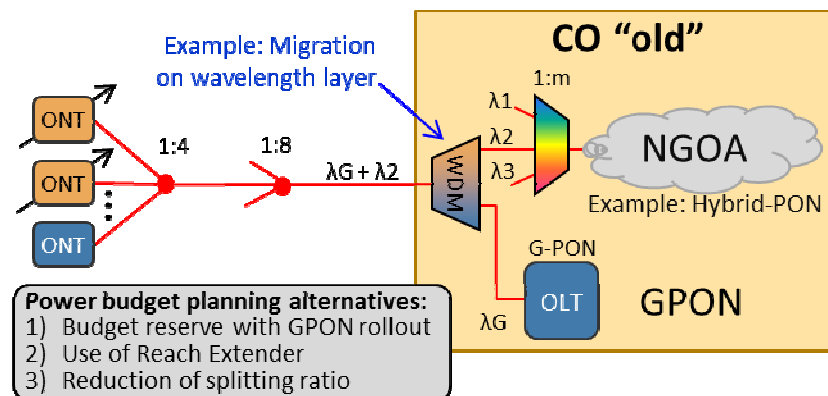 Example: Migration
on wavelength layer
CO “old”
1:m
λ1
λ2
λ3
NGOA
Example: Hybrid-PON
ONT
ONT
ONT
1:4
1:8
λG + λ2
WDM
G-PON
OLT
λG
GPON
Power budget planning alternatives:
1) Budget reserve with GPON rollout
2) Use of Reach Extender
3) Reduction of splitting ratio